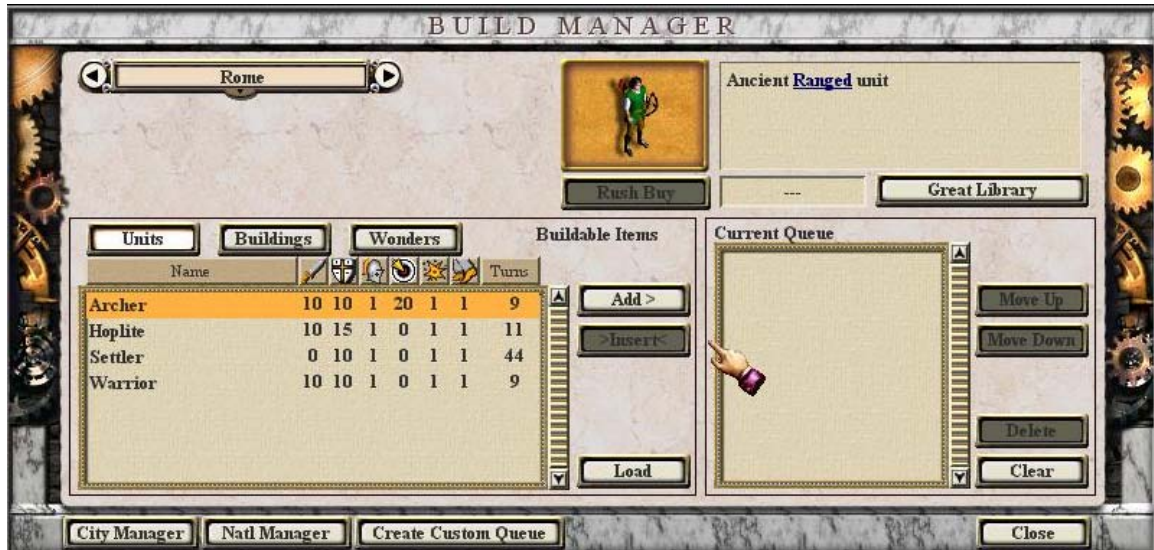 BUILD MANAGER
Rome
Ancient Ranged unit
Rush Buy
---
Great Library
Units
Buildings
Wonders
Buildable Items
Name
Turns
Archer 10 10 1 20 1 1 9
Hoplite 10 15 1 0 1 1 11
Settler 0 10 1 0 1 1 44
Warrior 10 10 1 0 1 1 9
Add >
>Insert<
Load
Current Queue
Move Up
Move Down
Delete
Clear
City Manager
Natl Manager
Create Custom Queue
Close